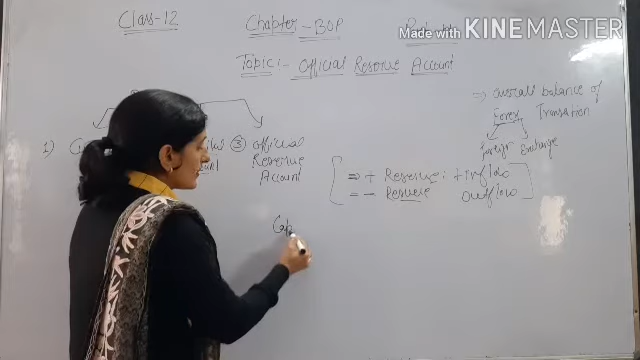 Made with KINEMASTER
Class-12
Chapter - BOP
Topic:- Official Reserve Account
⇒ overall balance of
Forex Transation
foreign Exchange
1)
③ official
Reserve
Account
⇒ + Reserve: + Inflow
= - Reserve outflow